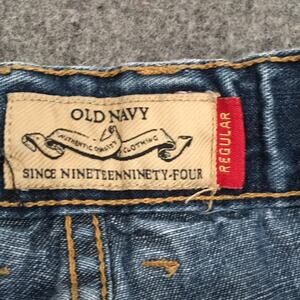 OLD NAVY
AUTHENTIC QUALITY CLOTHING
SINCE NINETEENNINETY-FOUR
REGULAR